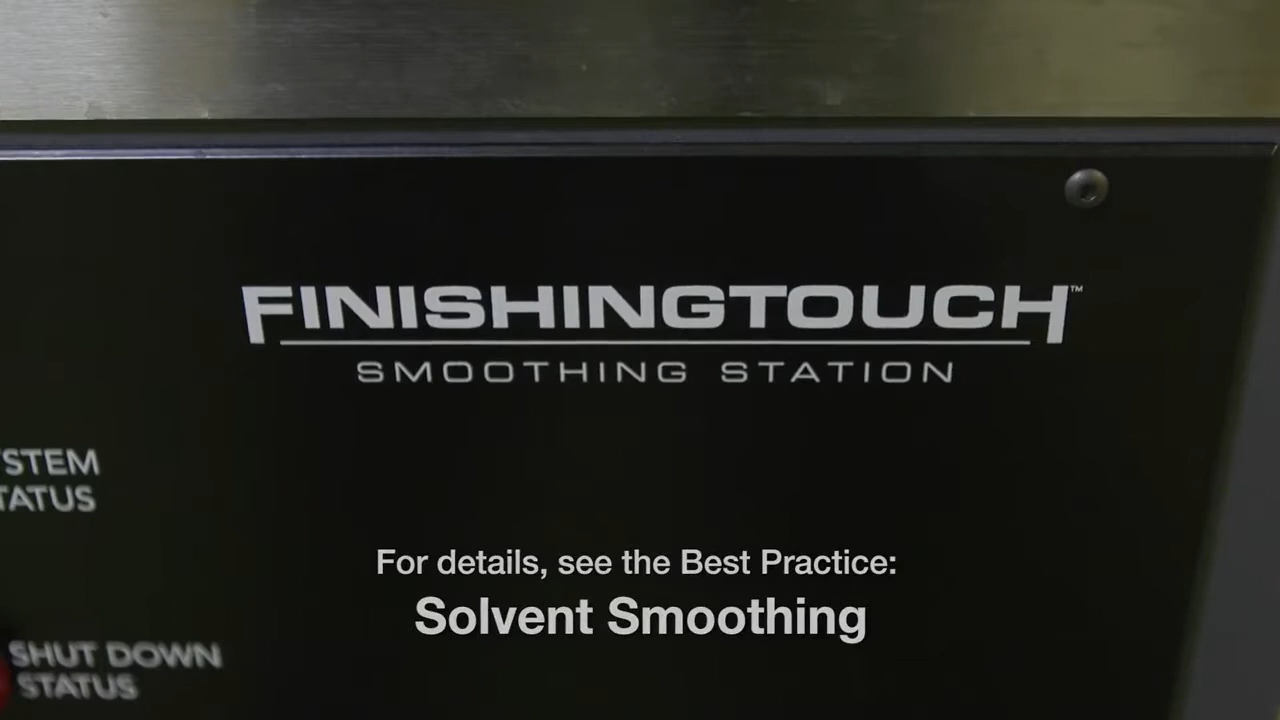 FINISHINGTOUCH™
SMOOTHING STATION
STEM
TATUS
For details, see the Best Practice:
Solvent Smoothing
SHUT DOWN
STATUS